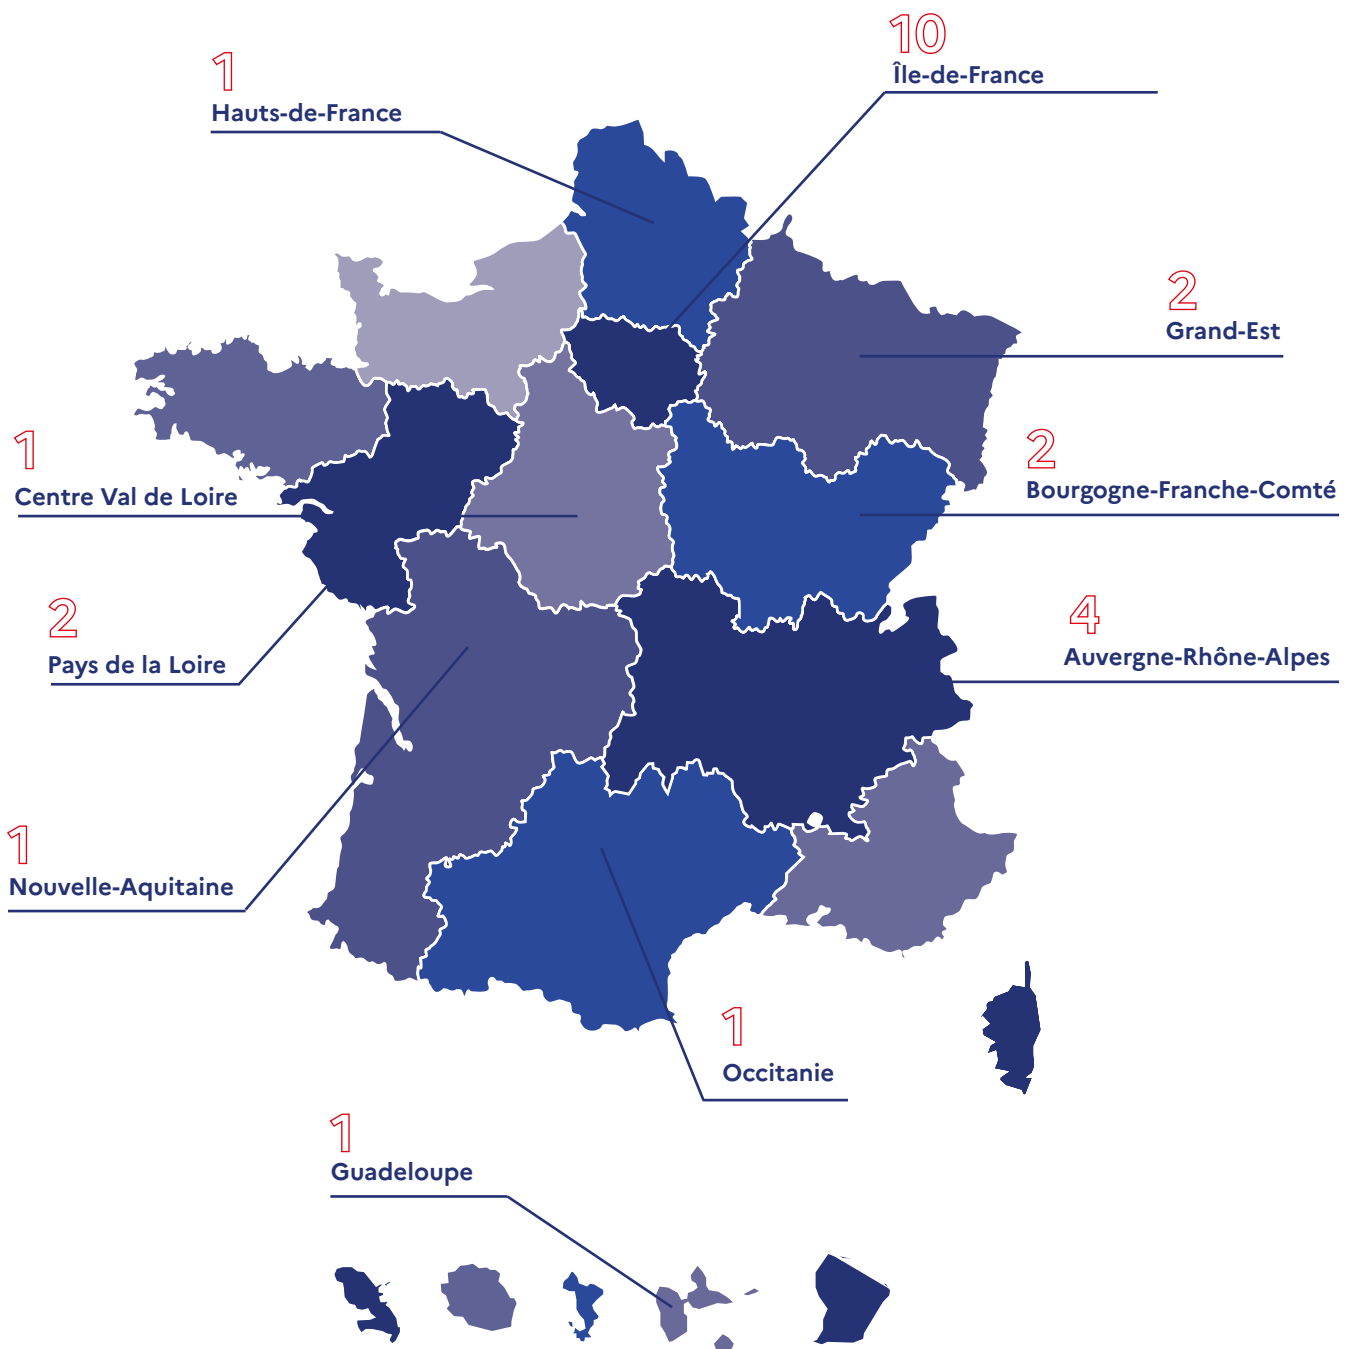 10
Île-de-France
1
Hauts-de-France
2
Grand-Est
1
Centre Val de Loire
2
Bourgogne-Franche-Comté
2
Pays de la Loire
4
Auvergne-Rhône-Alpes
1
Nouvelle-Aquitaine
1
Occitanie
1
Guadeloupe